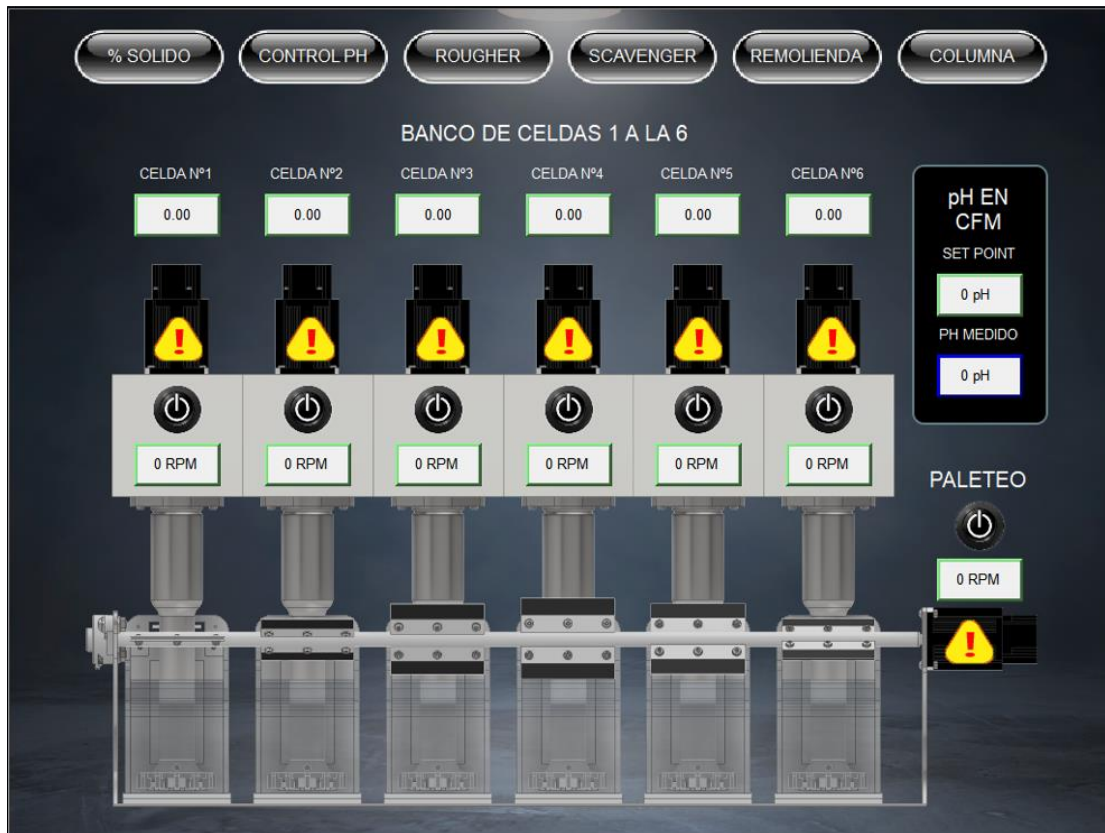 % SOLIDO
CONTROL PH
ROUGHER
SCAVENGER
REMOLIENDA
COLUMNA
BANCO DE CELDAS 1 A LA 6
CELDA Nº1
CELDA Nº2
CELDA Nº3
CELDA Nº4
CELDA Nº5
CELDA Nº6
0.00
0.00
0.00
0.00
0.00
0.00
pH EN
CFM
SET POINT
0 pH
PH MEDIDO
0 pH
0 RPM
0 RPM
0 RPM
0 RPM
0 RPM
0 RPM
PALETEO
0 RPM